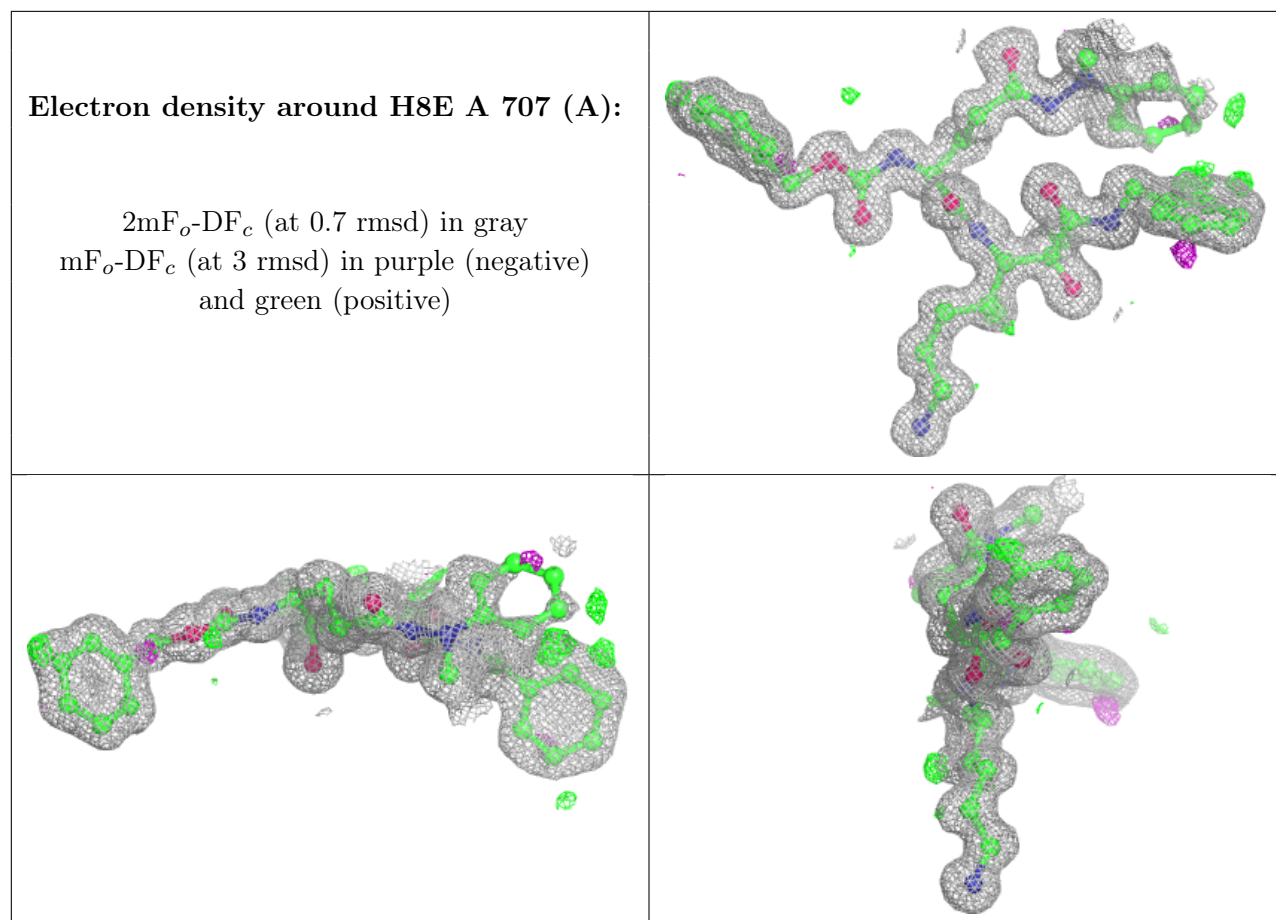 Electron density around H8E A 707 (A):
2mFₒ-DF𝒸 (at 0.7 rmsd) in gray
mFₒ-DF𝒸 (at 3 rmsd) in purple (negative)
and green (positive)